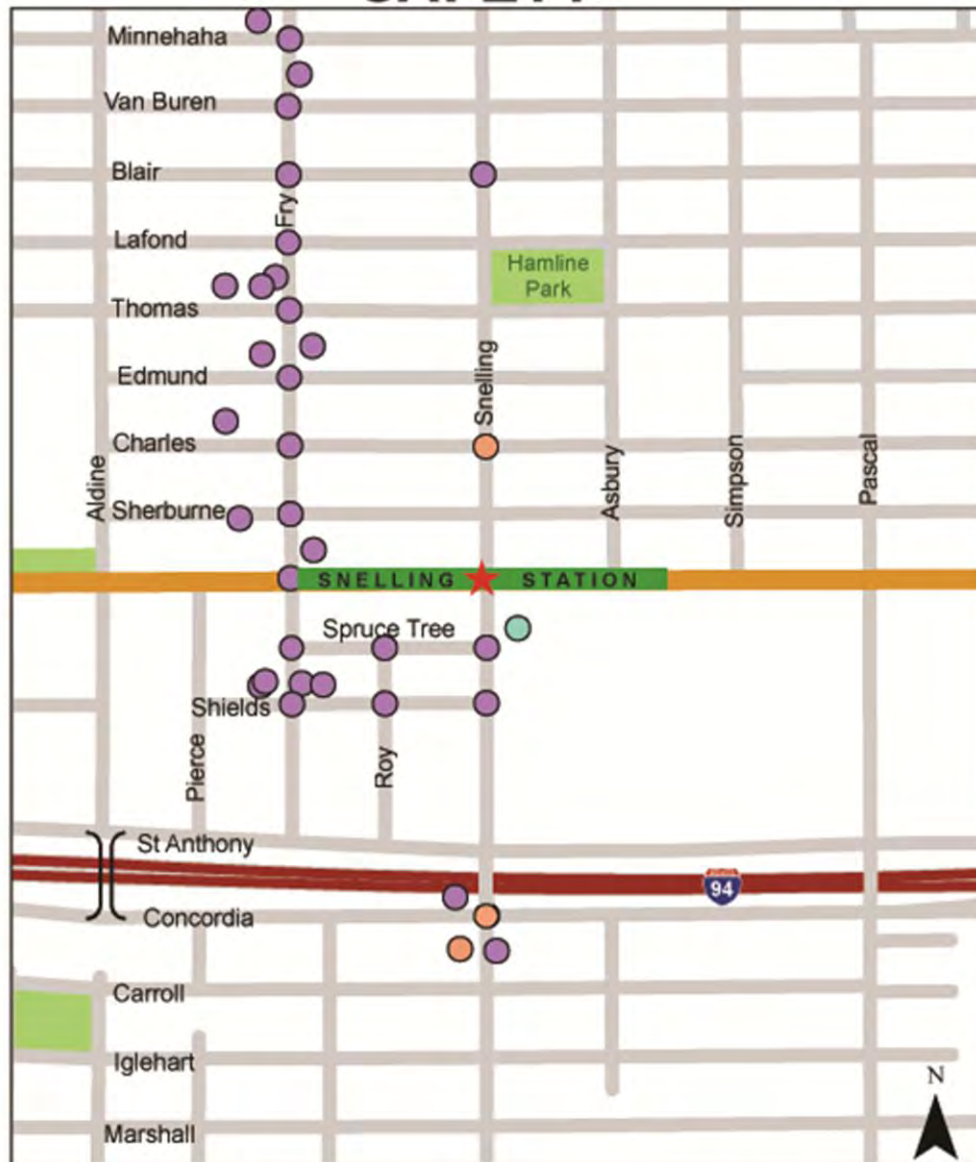 Minnehaha
Van Buren
Blair
Fry
Lafond
Hamline
Park
Thomas
Snelling
Edmund
Charles
Aldine
Asbury
Simpson
Pascal
Sherburne
SNELLING STATION
Spruce Tree
Shields
Pierce
Roy
St Anthony
94
Concordia
Carroll
Iglehart
N
Marshall